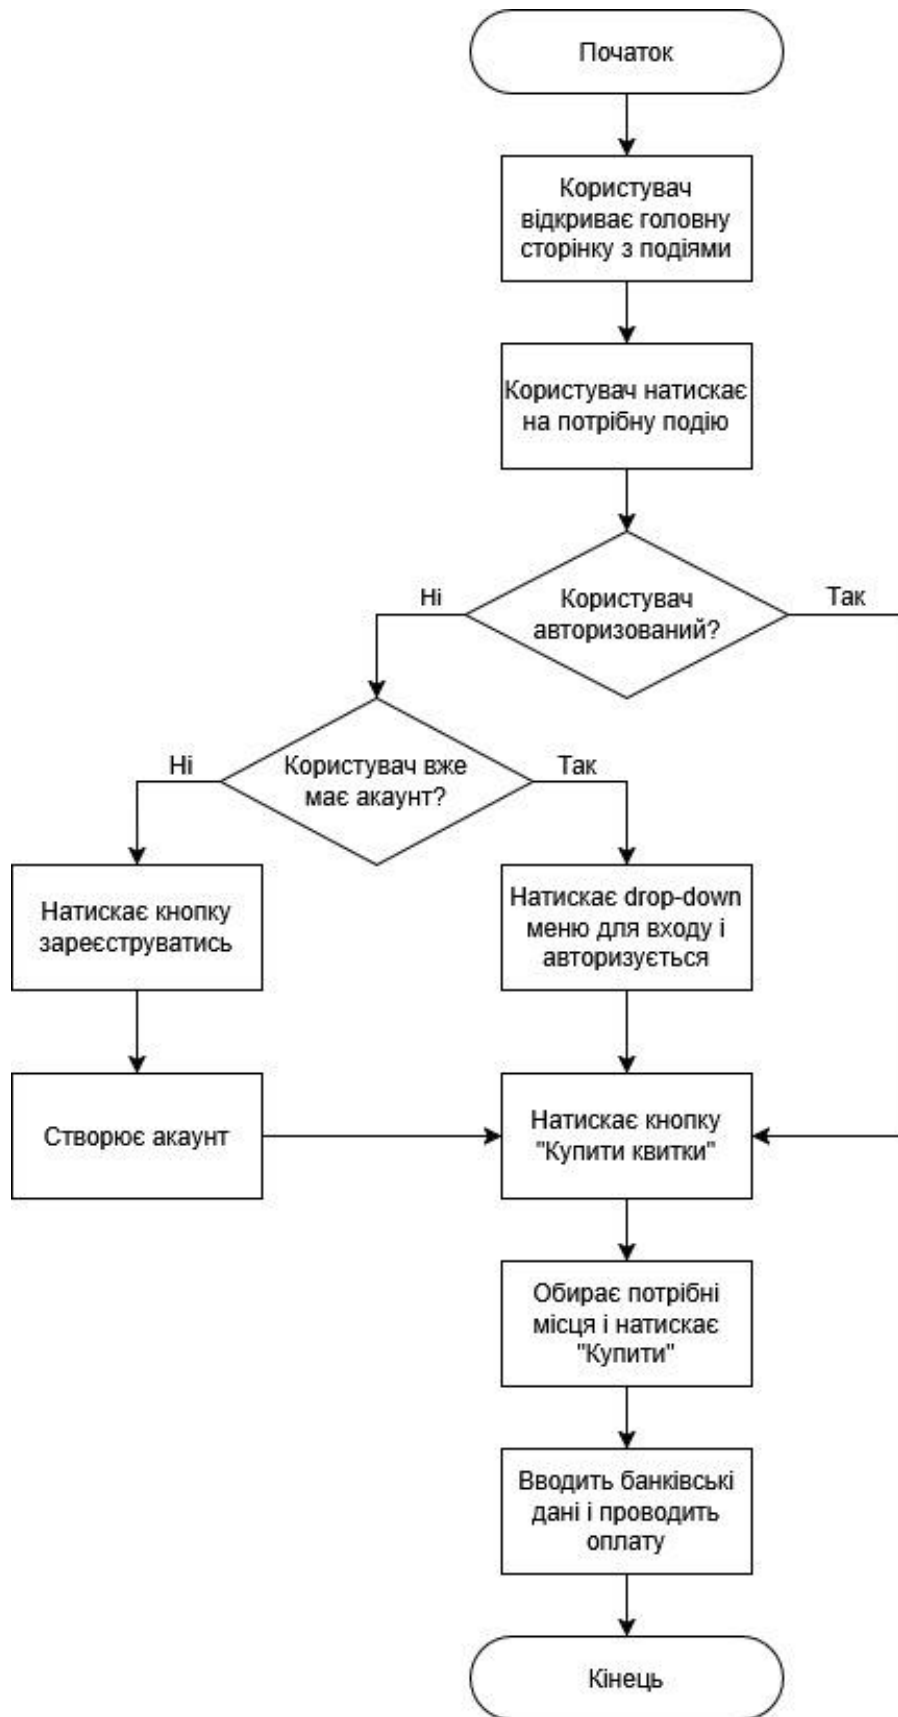 Початок
Користувач
відкриває головну
сторінку з подіями
Користувач натискає
на потрібну подію
Ні
Користувач
авторизований?
Так
Ні
Користувач вже
має акаунт?
Так
Натискає кнопку
зареєструватись
Натискає drop-down
меню для входу і
авторизується
Створює акаунт
Натискає кнопку
"Купити квитки"
Обирає потрібні
місця і натискає
"Купити"
Вводить банківські
дані і проводить
оплату
Кінець